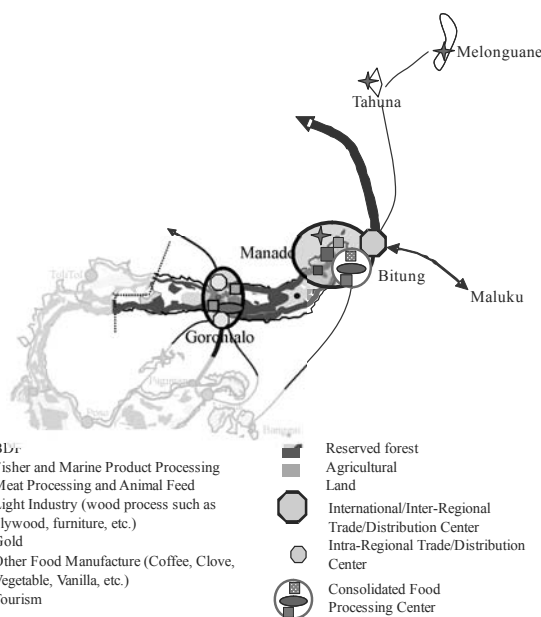 Melonguane
Tahuna
Manado
Bitung
Maluku
Gorontalo
Poso
BDF
Fisher and Marine Product Processing
Meat Processing and Animal Feed
Light Industry (wood process such as
plywood, furniture, etc.)
Gold
Other Food Manufacture (Coffee, Clove,
Vegetable, Vanilla, etc.)
Tourism
Reserved forest
Agricultural
Land
International/Inter-Regional
Trade/Distribution Center
Intra-Regional Trade/Distribution
Center
Consolidated Food
Processing Center